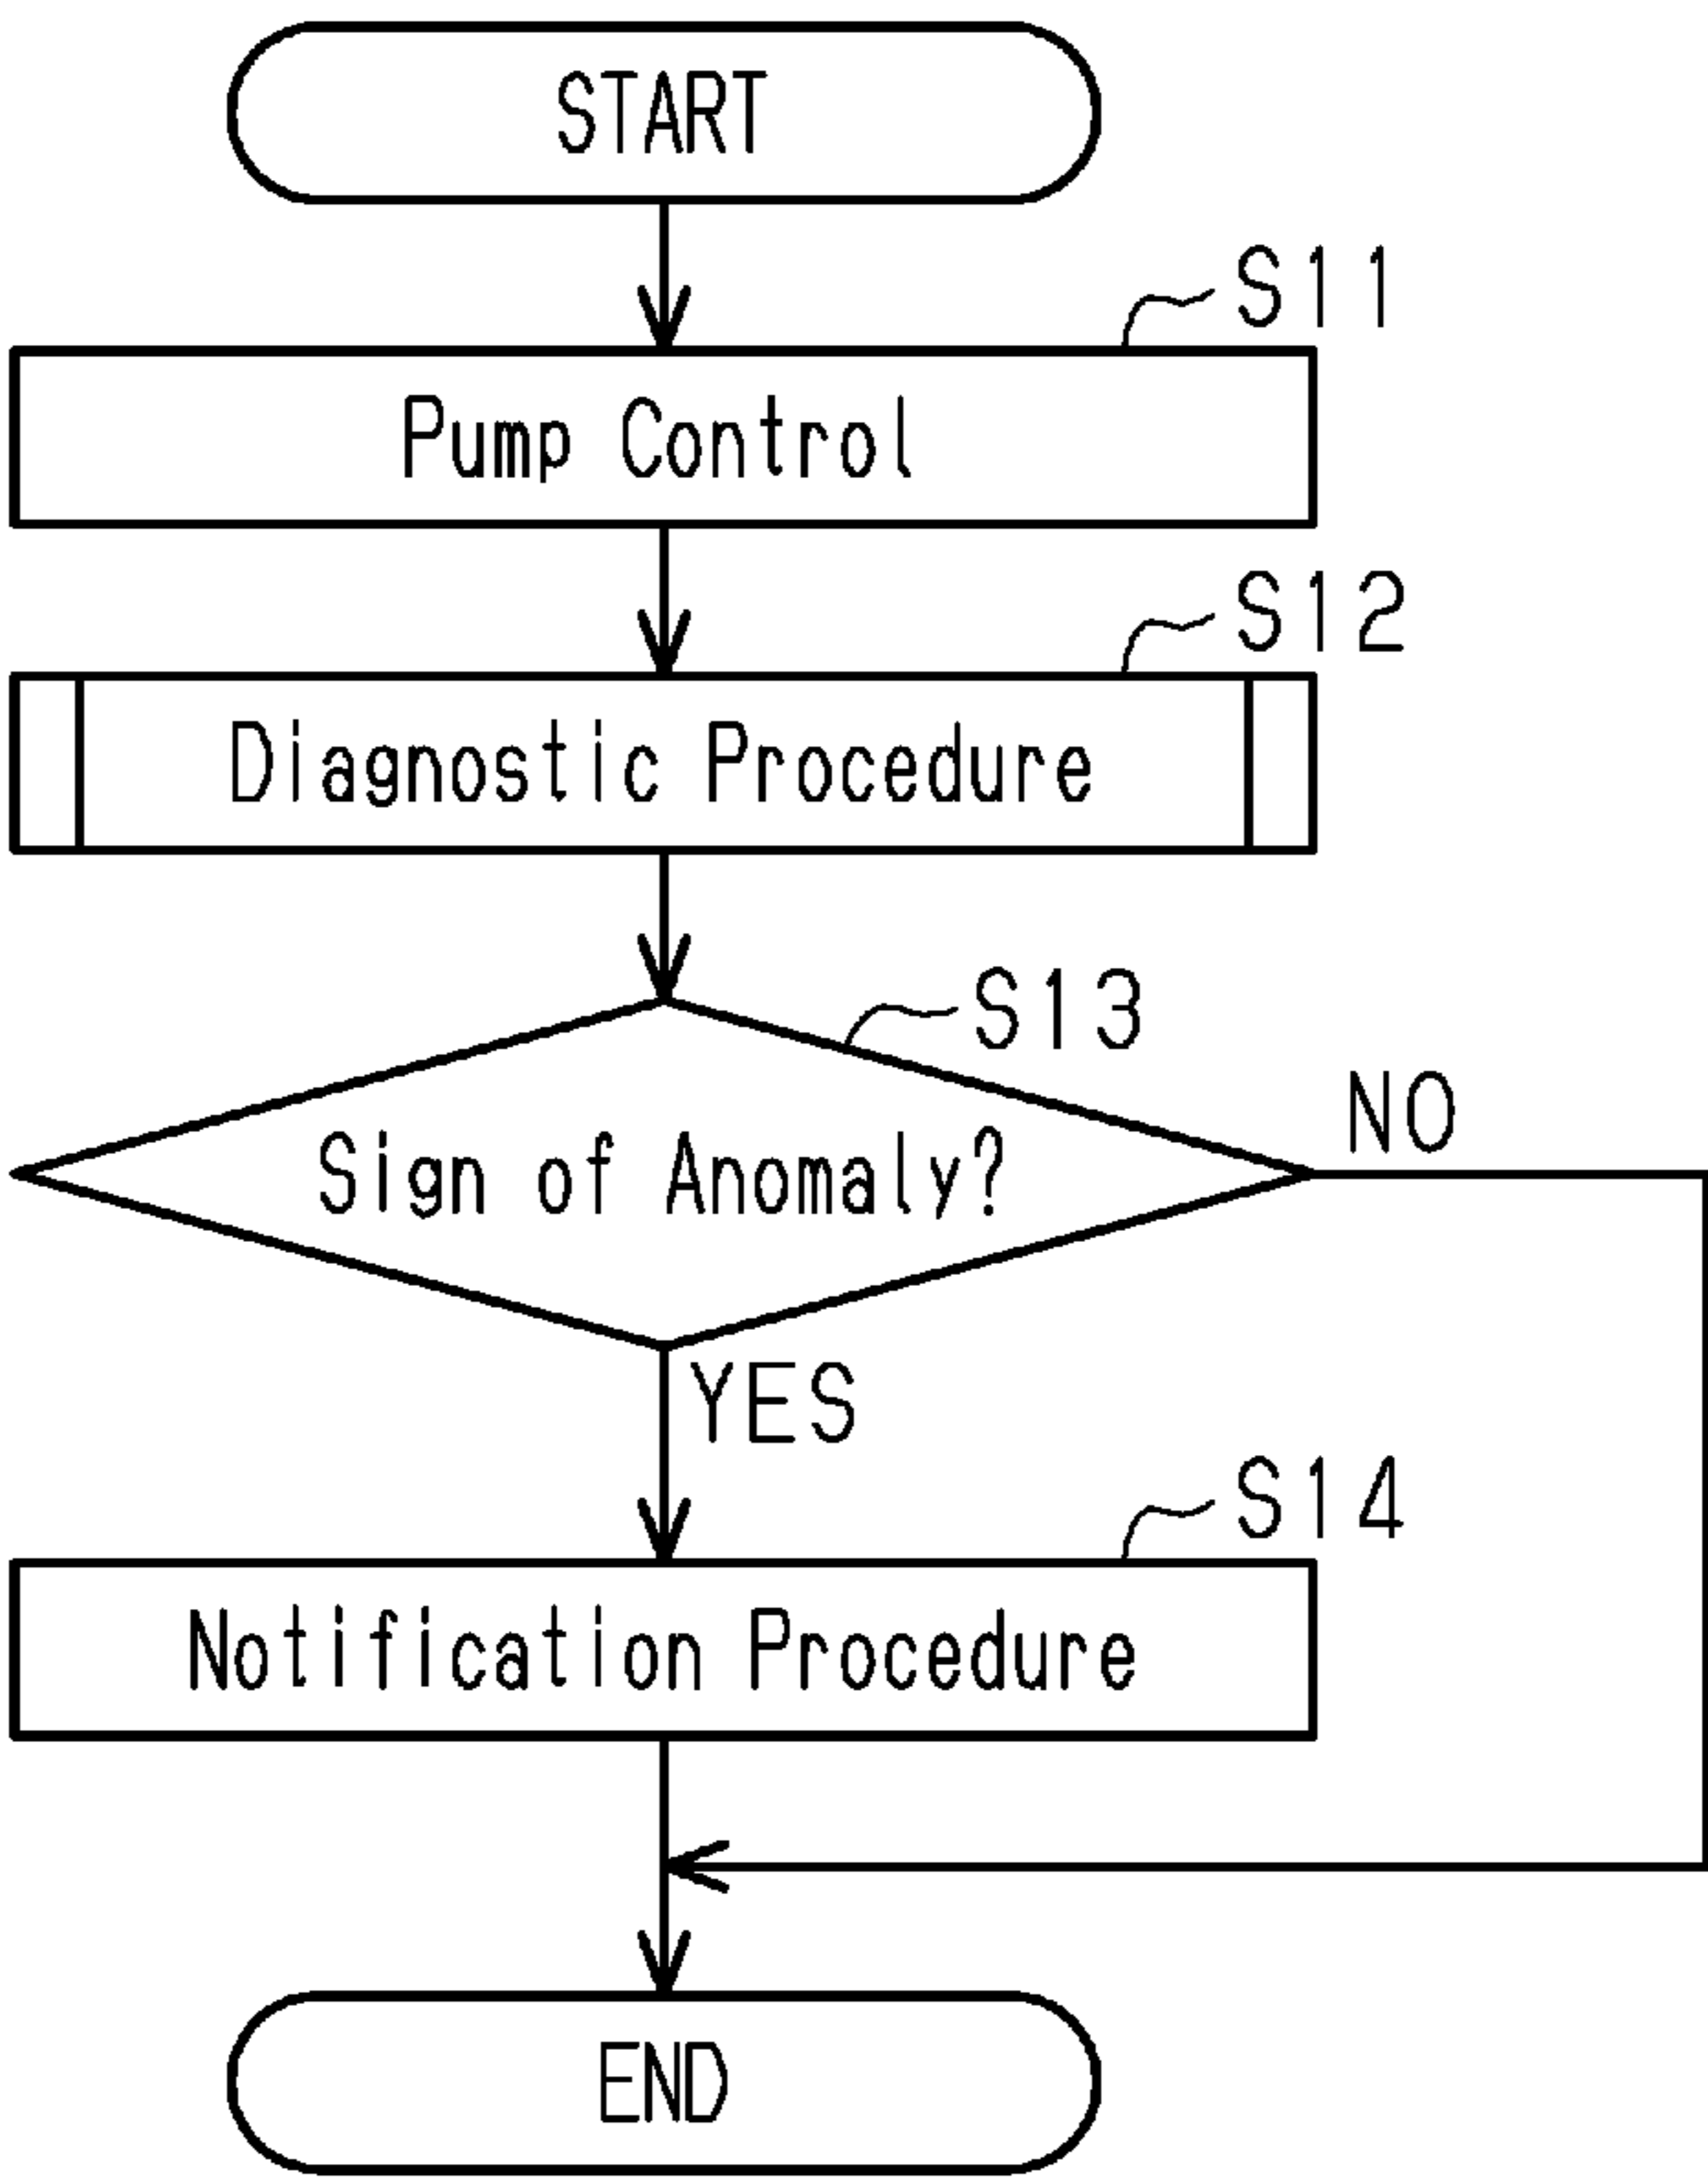 START
S11
Pump Control
S12
Diagnostic Procedure
S13
NO
Sign of Anomaly?
YES
S14
Notification Procedure
END